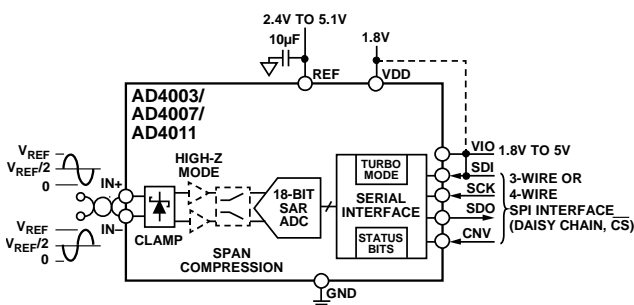 2.4V TO 5.1V
10µF
1.8V
REF
VDD
AD4003/
AD4007/
AD4011
VIO
1.8V TO 5V
VREF
VREF/2
0
IN+
HIGH-Z
MODE
TURBO
MODE
SDI
3-WIRE OR
4-WIRE
SPI INTERFACE
(DAISY CHAIN, CS)
18-BIT
SAR
ADC
SERIAL
INTERFACE
SCK
SDO
VREF
VREF/2
0
IN−
CLAMP
STATUS
BITS
CNV
SPAN
COMPRESSION
GND